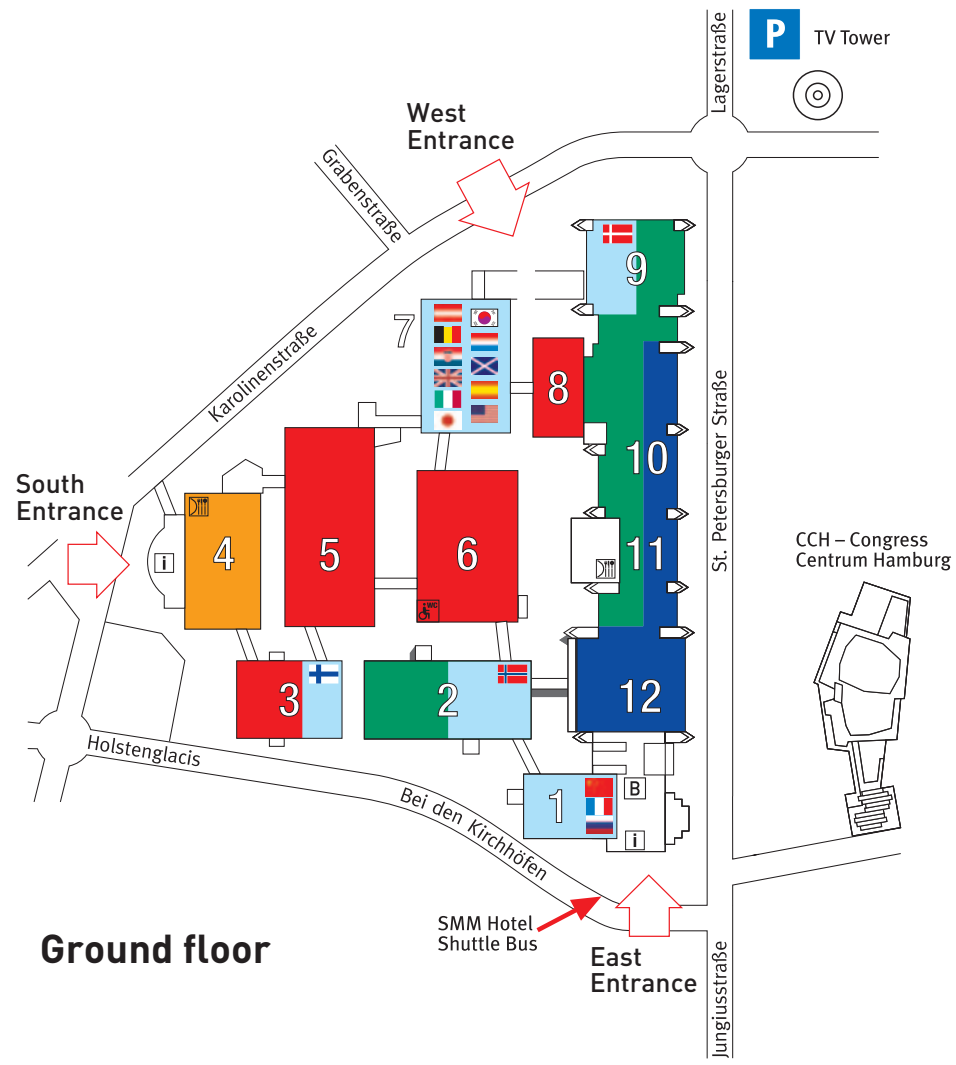 P
TV Tower
Lagerstraße
West
Entrance
Grabenstraße
9
7
Karolinenstraße
8
St. Petersburger Straße
10
South
Entrance
4
5
6
11
i
CCH – Congress
Centrum Hamburg
WC
3
2
12
Holstenglacis
1
B
Bei den Kirchhöfen
i
SMM Hotel
Shuttle Bus
Ground floor
East
Entrance
Jungiusstraße